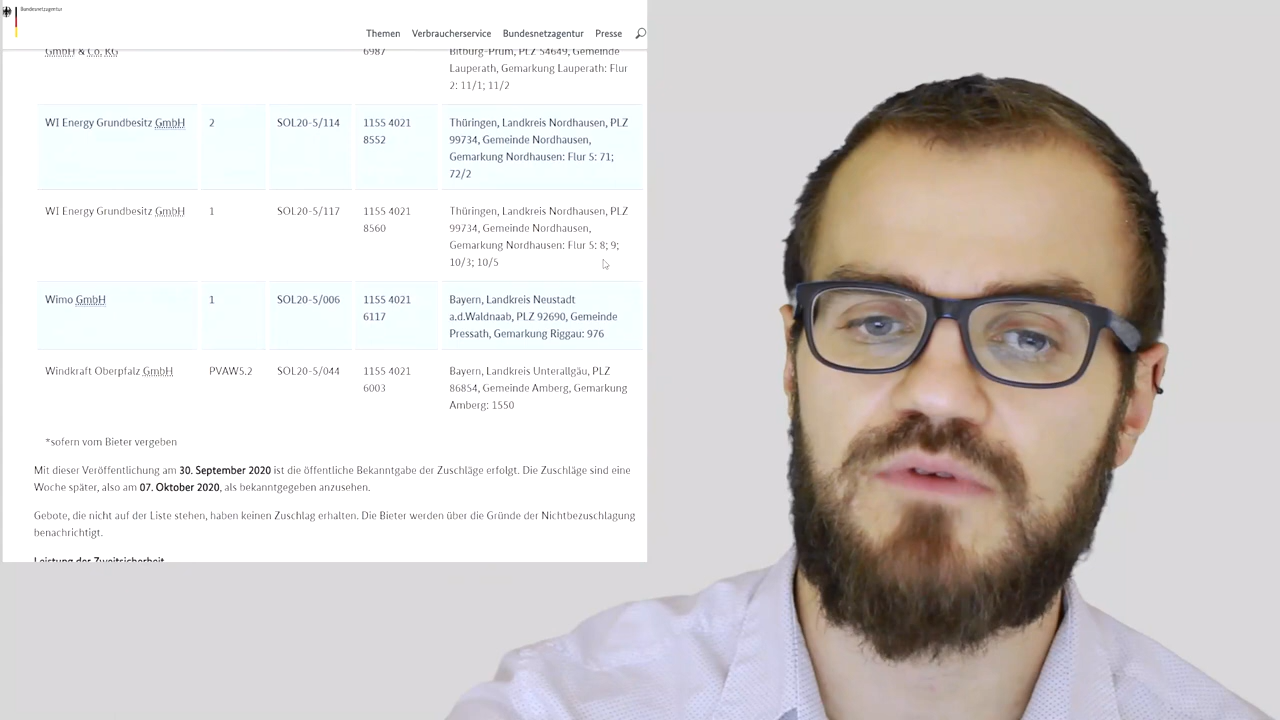 Bundesnetzagentur
Themen Verbraucherservice Bundesnetzagentur Presse
GmbH & Co. KG 6987 Bitburg-Prüm, PLZ 54649, Gemeinde
Lauperath, Gemarkung Lauperath: Flur
2: 11/1; 11/2
WI Energy Grundbesitz GmbH 2 SOL20-5/114 1155 4021 Thüringen, Landkreis Nordhausen, PLZ
8552 99734, Gemeinde Nordhausen,
Gemarkung Nordhausen: Flur 5: 71;
72/2
WI Energy Grundbesitz GmbH 1 SOL20-5/117 1155 4021 Thüringen, Landkreis Nordhausen, PLZ
8560 99734, Gemeinde Nordhausen,
Gemarkung Nordhausen: Flur 5: 8; 9;
10/3; 10/5
Wimo GmbH 1 SOL20-5/006 1155 4021 Bayern, Landkreis Neustadt
6117 a.d.Waldnaab, PLZ 92690, Gemeinde
Pressath, Gemarkung Riggau: 976
Windkraft Oberpfalz GmbH PVAW5.2 SOL20-5/044 1155 4021 Bayern, Landkreis Unterallgäu, PLZ
6003 86854, Gemeinde Amberg, Gemarkung
Amberg: 1550
*sofern vom Bieter vergeben
Mit dieser Veröffentlichung am 30. September 2020 ist die öffentliche Bekanntgabe der Zuschläge erfolgt. Die Zuschläge sind eine
Woche später, also am 07. Oktober 2020, als bekanntgegeben anzusehen.
Gebote, die nicht auf der Liste stehen, haben keinen Zuschlag erhalten. Die Bieter werden über die Gründe der Nichtbezuschlagung
benachrichtigt.
Leistung der Zweitsicherheit